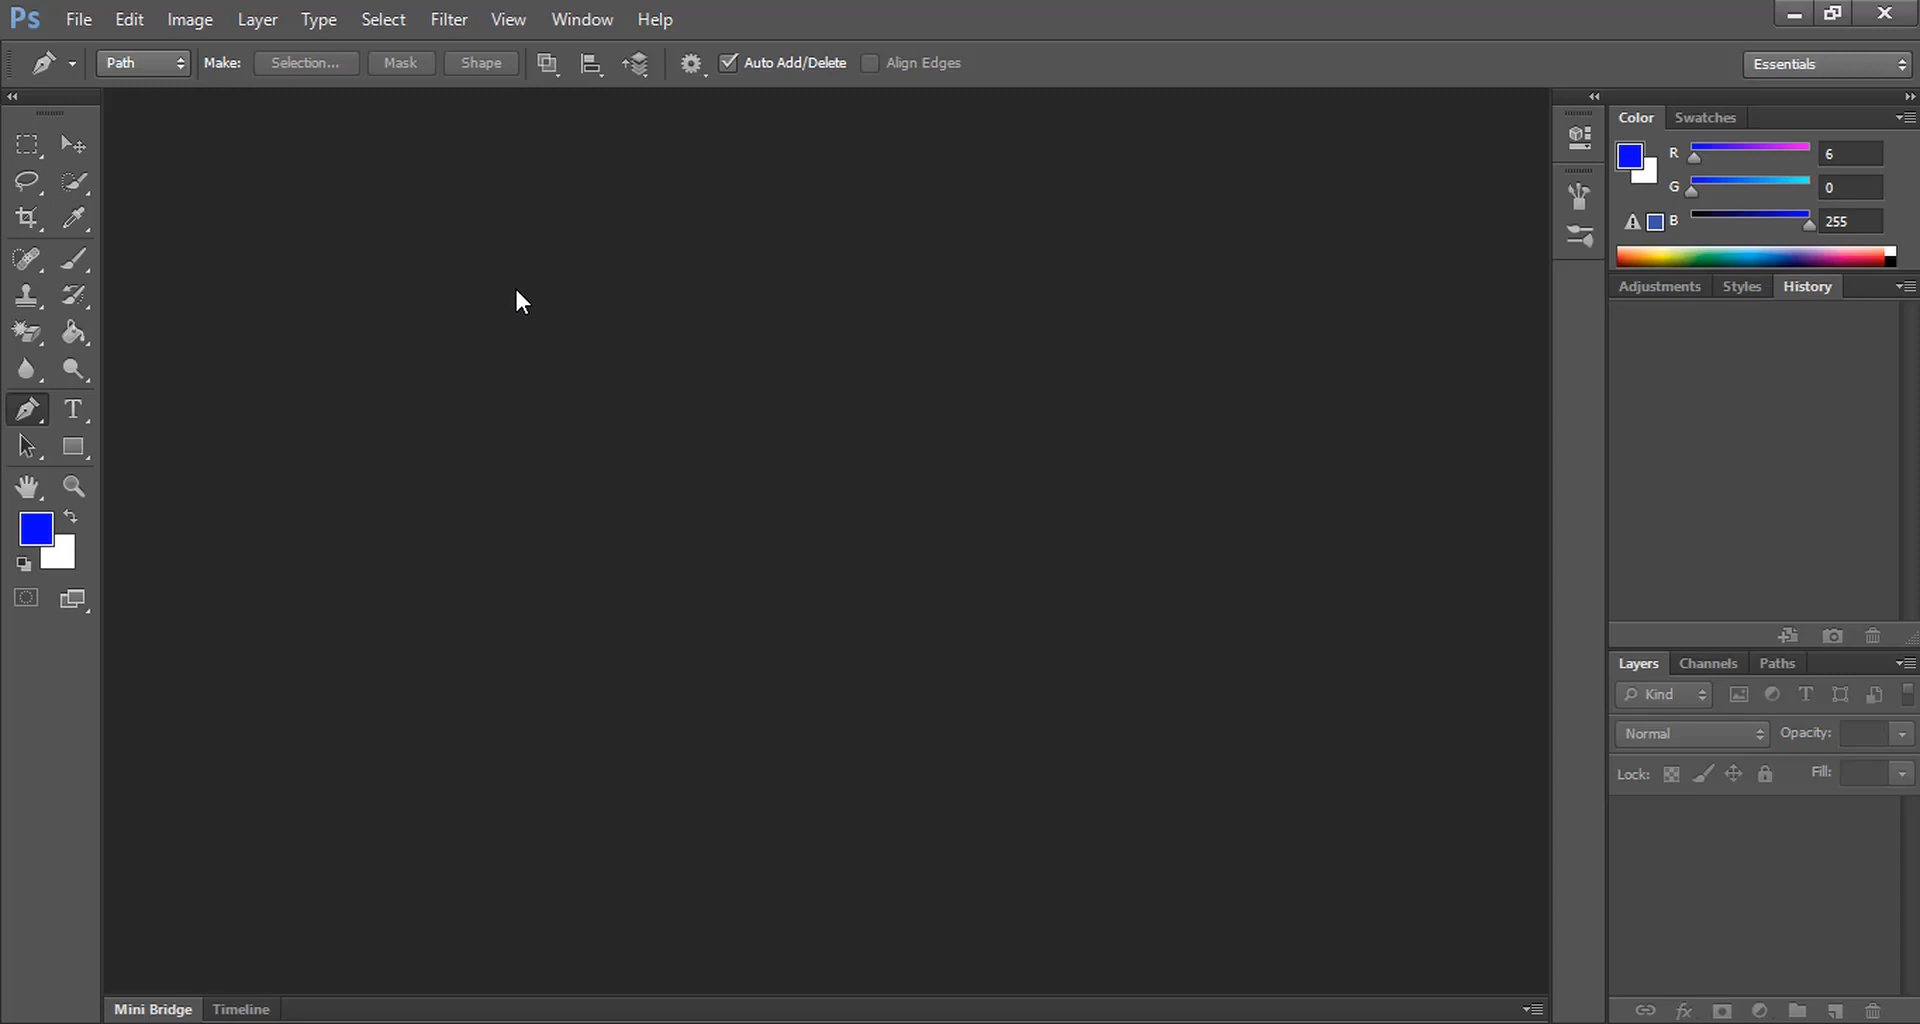 Ps File Edit Image Layer Type Select Filter View Window Help
Path Make: Selection... Mask Shape Auto Add/Delete Align Edges Essentials
Color Swatches
R 6
G 0
B 255
Adjustments Styles History
Layers Channels Paths
Kind
Normal Opacity:
Lock: Fill:
Mini Bridge Timeline